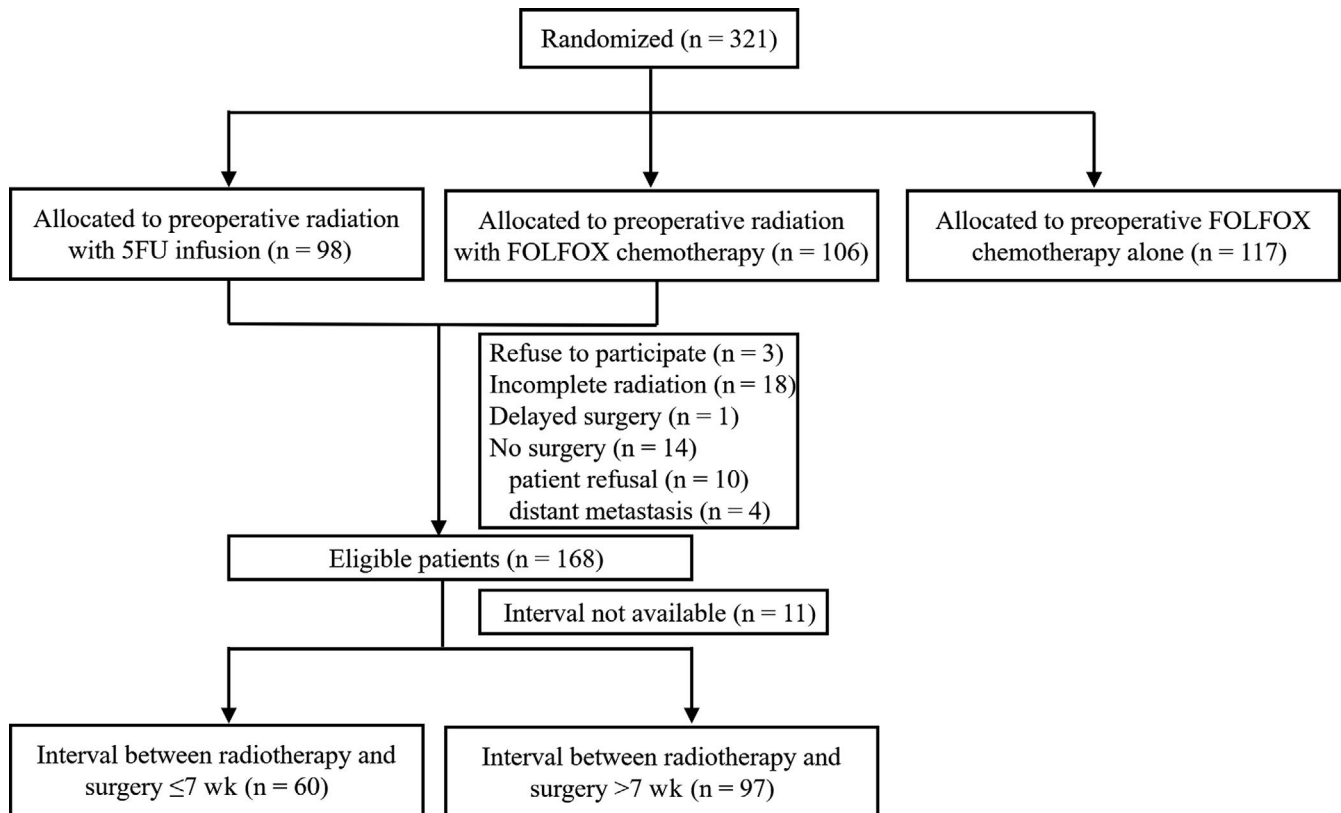 Randomized (n = 321)
Allocated to preoperative radiation
with 5FU infusion (n = 98)
Allocated to preoperative radiation
with FOLFOX chemotherapy (n = 106)
Allocated to preoperative FOLFOX
chemotherapy alone (n = 117)
Refuse to participate (n = 3)
Incomplete radiation (n = 18)
Delayed surgery (n = 1)
No surgery (n = 14)
patient refusal (n = 10)
distant metastasis (n = 4)
Eligible patients (n = 168)
Interval not available (n = 11)
Interval between radiotherapy and
surgery ≤7 wk (n = 60)
Interval between radiotherapy and
surgery >7 wk (n = 97)